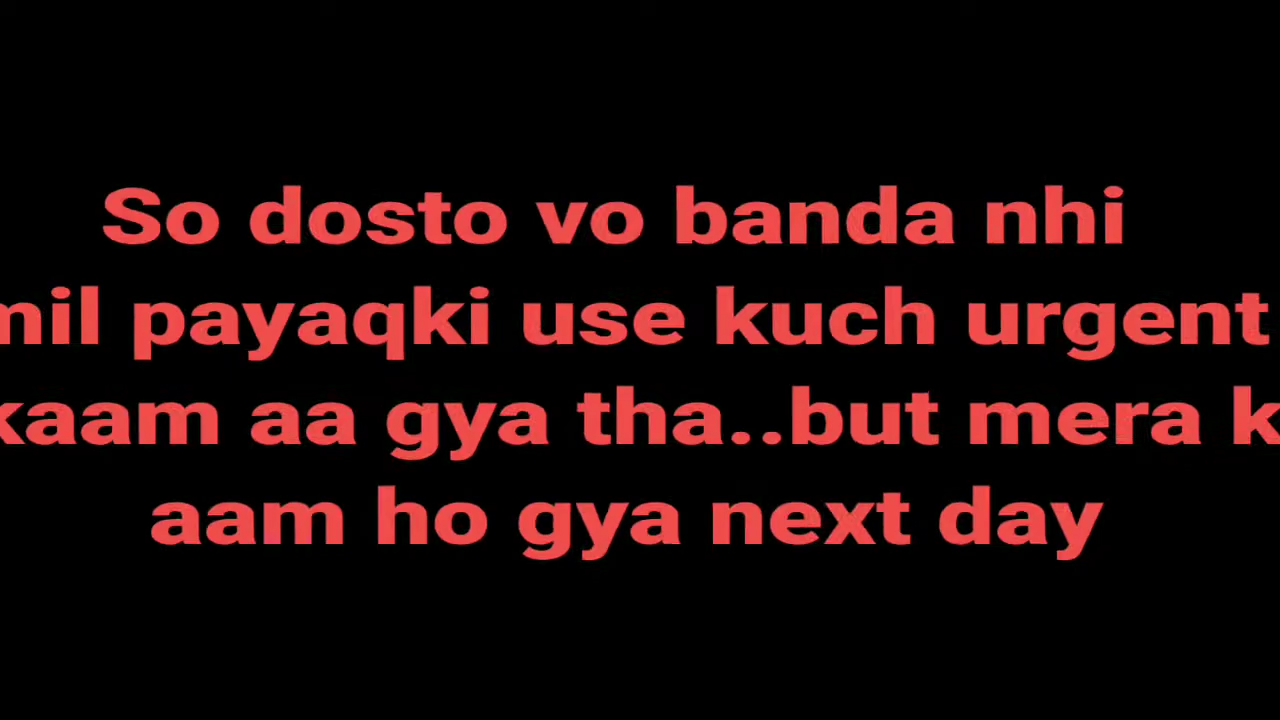 So dosto vo banda nhi
mil payaqki use kuch urgent
kaam aa gya tha..but mera k
aam ho gya next day